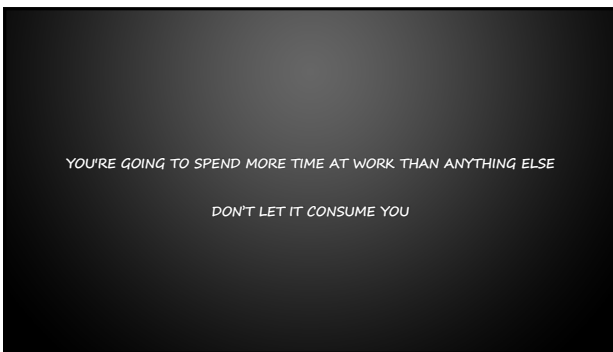 YOU'RE GOING TO SPEND MORE TIME AT WORK THAN ANYTHING ELSE
DON'T LET IT CONSUME YOU